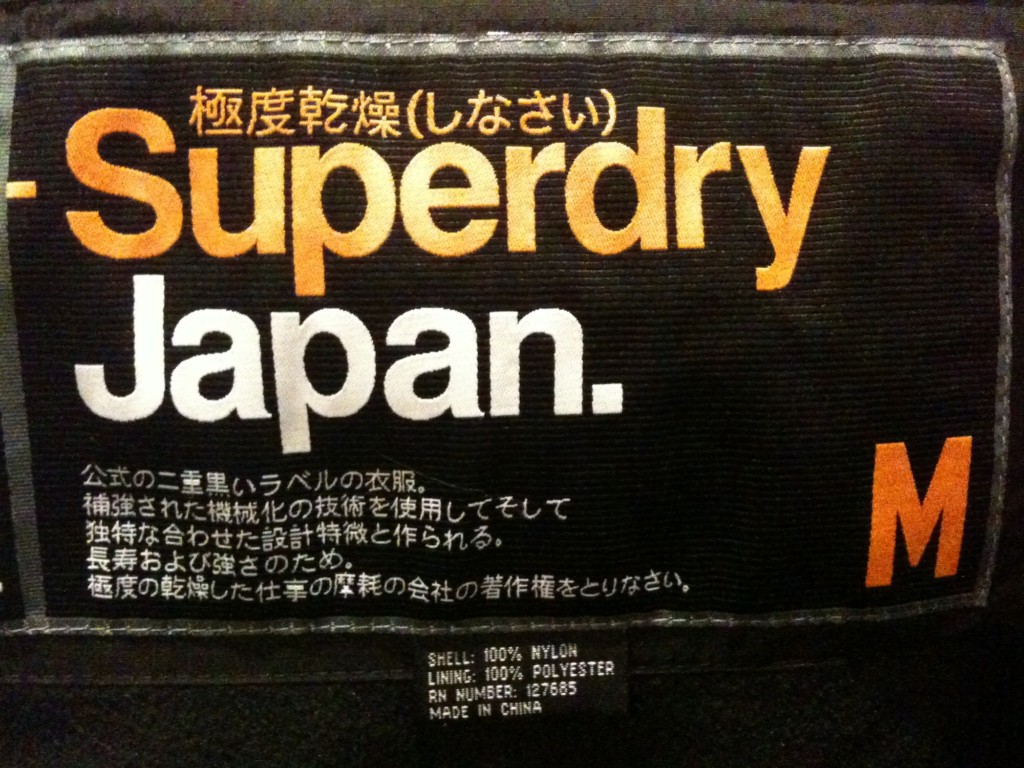 極度乾燥(しなさい)
Superdry
Japan.
公式の二重黒いラベルの衣服。
補強された機械化の技術を使用してそして
独特な合わせた設計特徴と作られる。
長寿および強さのため。
極度の乾燥した仕事の摩耗の会社の著作権をとりなさい。
M
SHELL: 100% NYLON
LINING: 100% POLYESTER
RN NUMBER: 127685
MADE IN CHINA